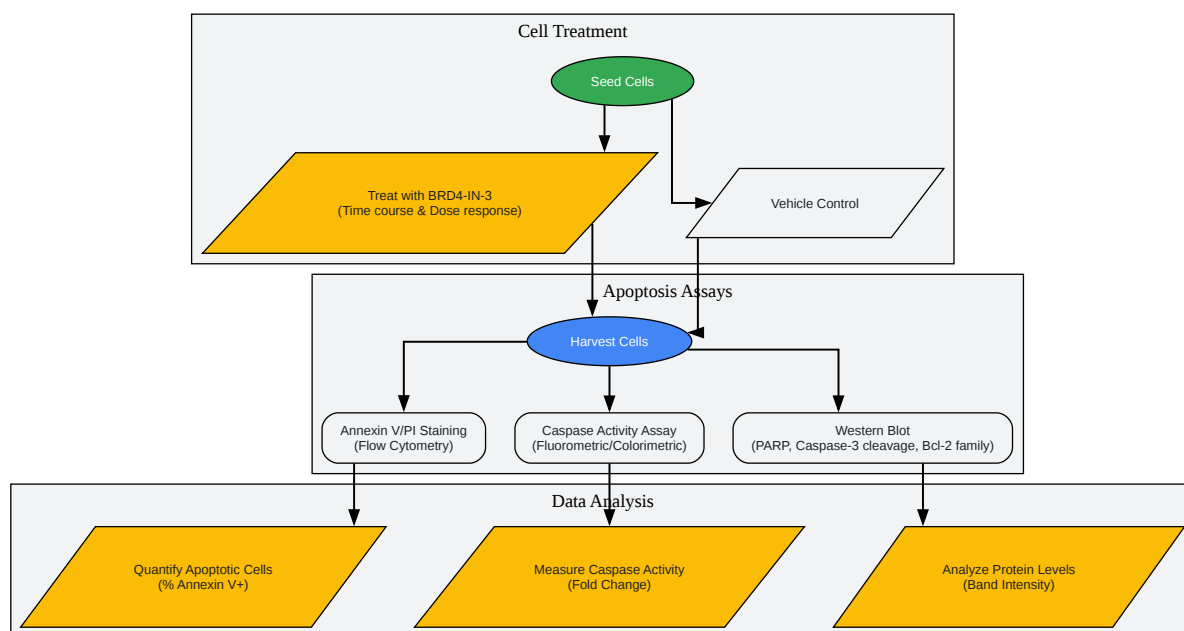 Cell Treatment
Seed Cells
Treat with BRD4-IN-3
(Time course & Dose response)
Vehicle Control
Apoptosis Assays
Harvest Cells
Annexin V/PI Staining
(Flow Cytometry)
Caspase Activity Assay
(Fluorometric/Colorimetric)
Western Blot
(PARP, Caspase-3 cleavage, Bcl-2 family)
Data Analysis
Quantify Apoptotic Cells
(% Annexin V+)
Measure Caspase Activity
(Fold Change)
Analyze Protein Levels
(Band Intensity)